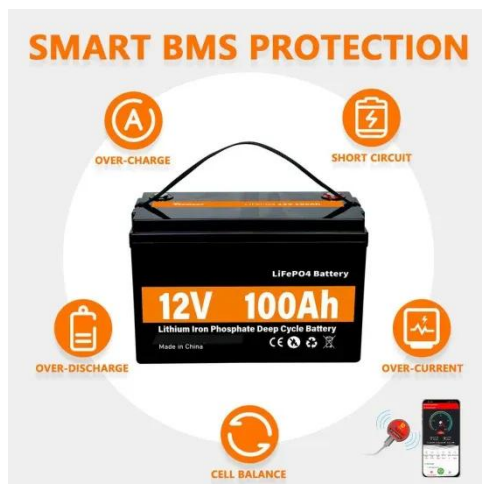 SMART BMS PROTECTION
OVER-CHARGE
SHORT CIRCUIT
LiFePO4 Battery
12V 100Ah
Lithium Iron Phosphate Deep Cycle Battery
Made in China
CE
OVER-DISCHARGE
OVER-CURRENT
CELL BALANCE